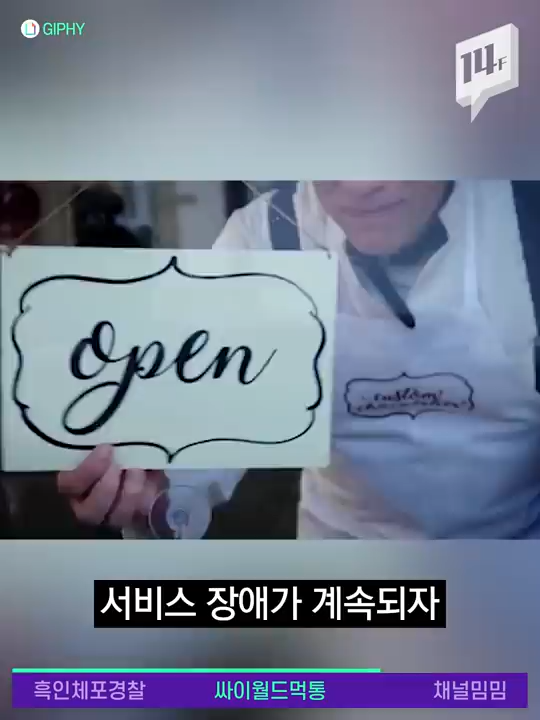 GIPHY
14F
open
custom
서비스 장애가 계속되자
흑인체포경찰
싸이월드먹통
채널밈밈